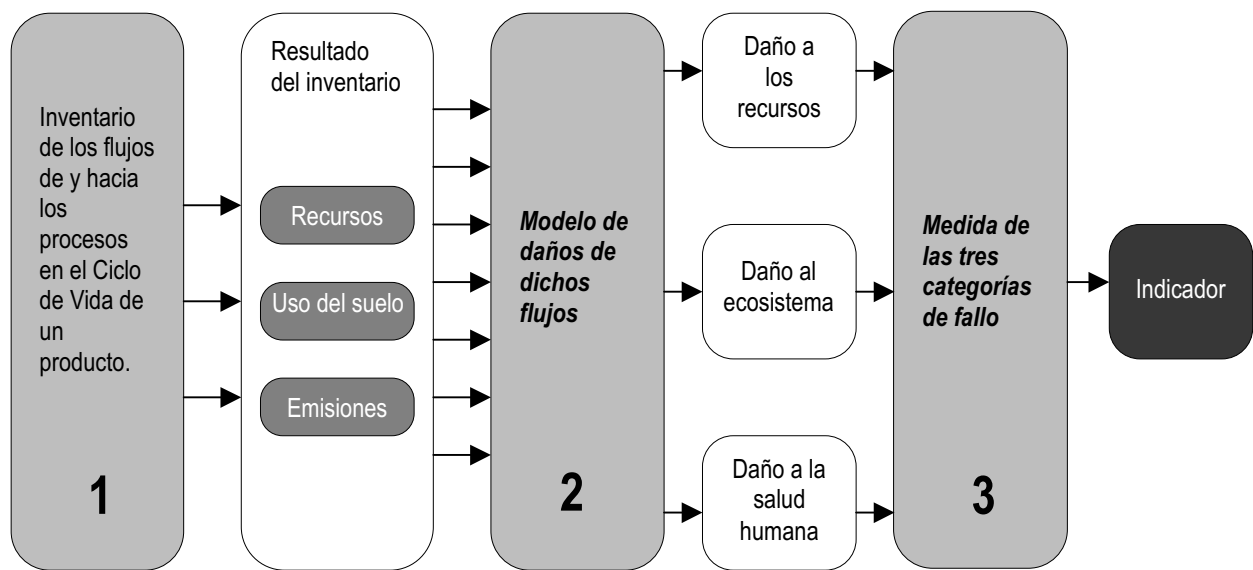 Inventario
de los flujos
de y hacia
los
procesos
en el Ciclo
de Vida de
un
producto.
1
Resultado
del inventario
Recursos
Uso del suelo
Emisiones
Modelo de
daños de
dichos
flujos
2
Daño a
los
recursos
Daño al
ecosistema
Daño a la
salud
humana
Medida de
las tres
categorías
de fallo
3
Indicador